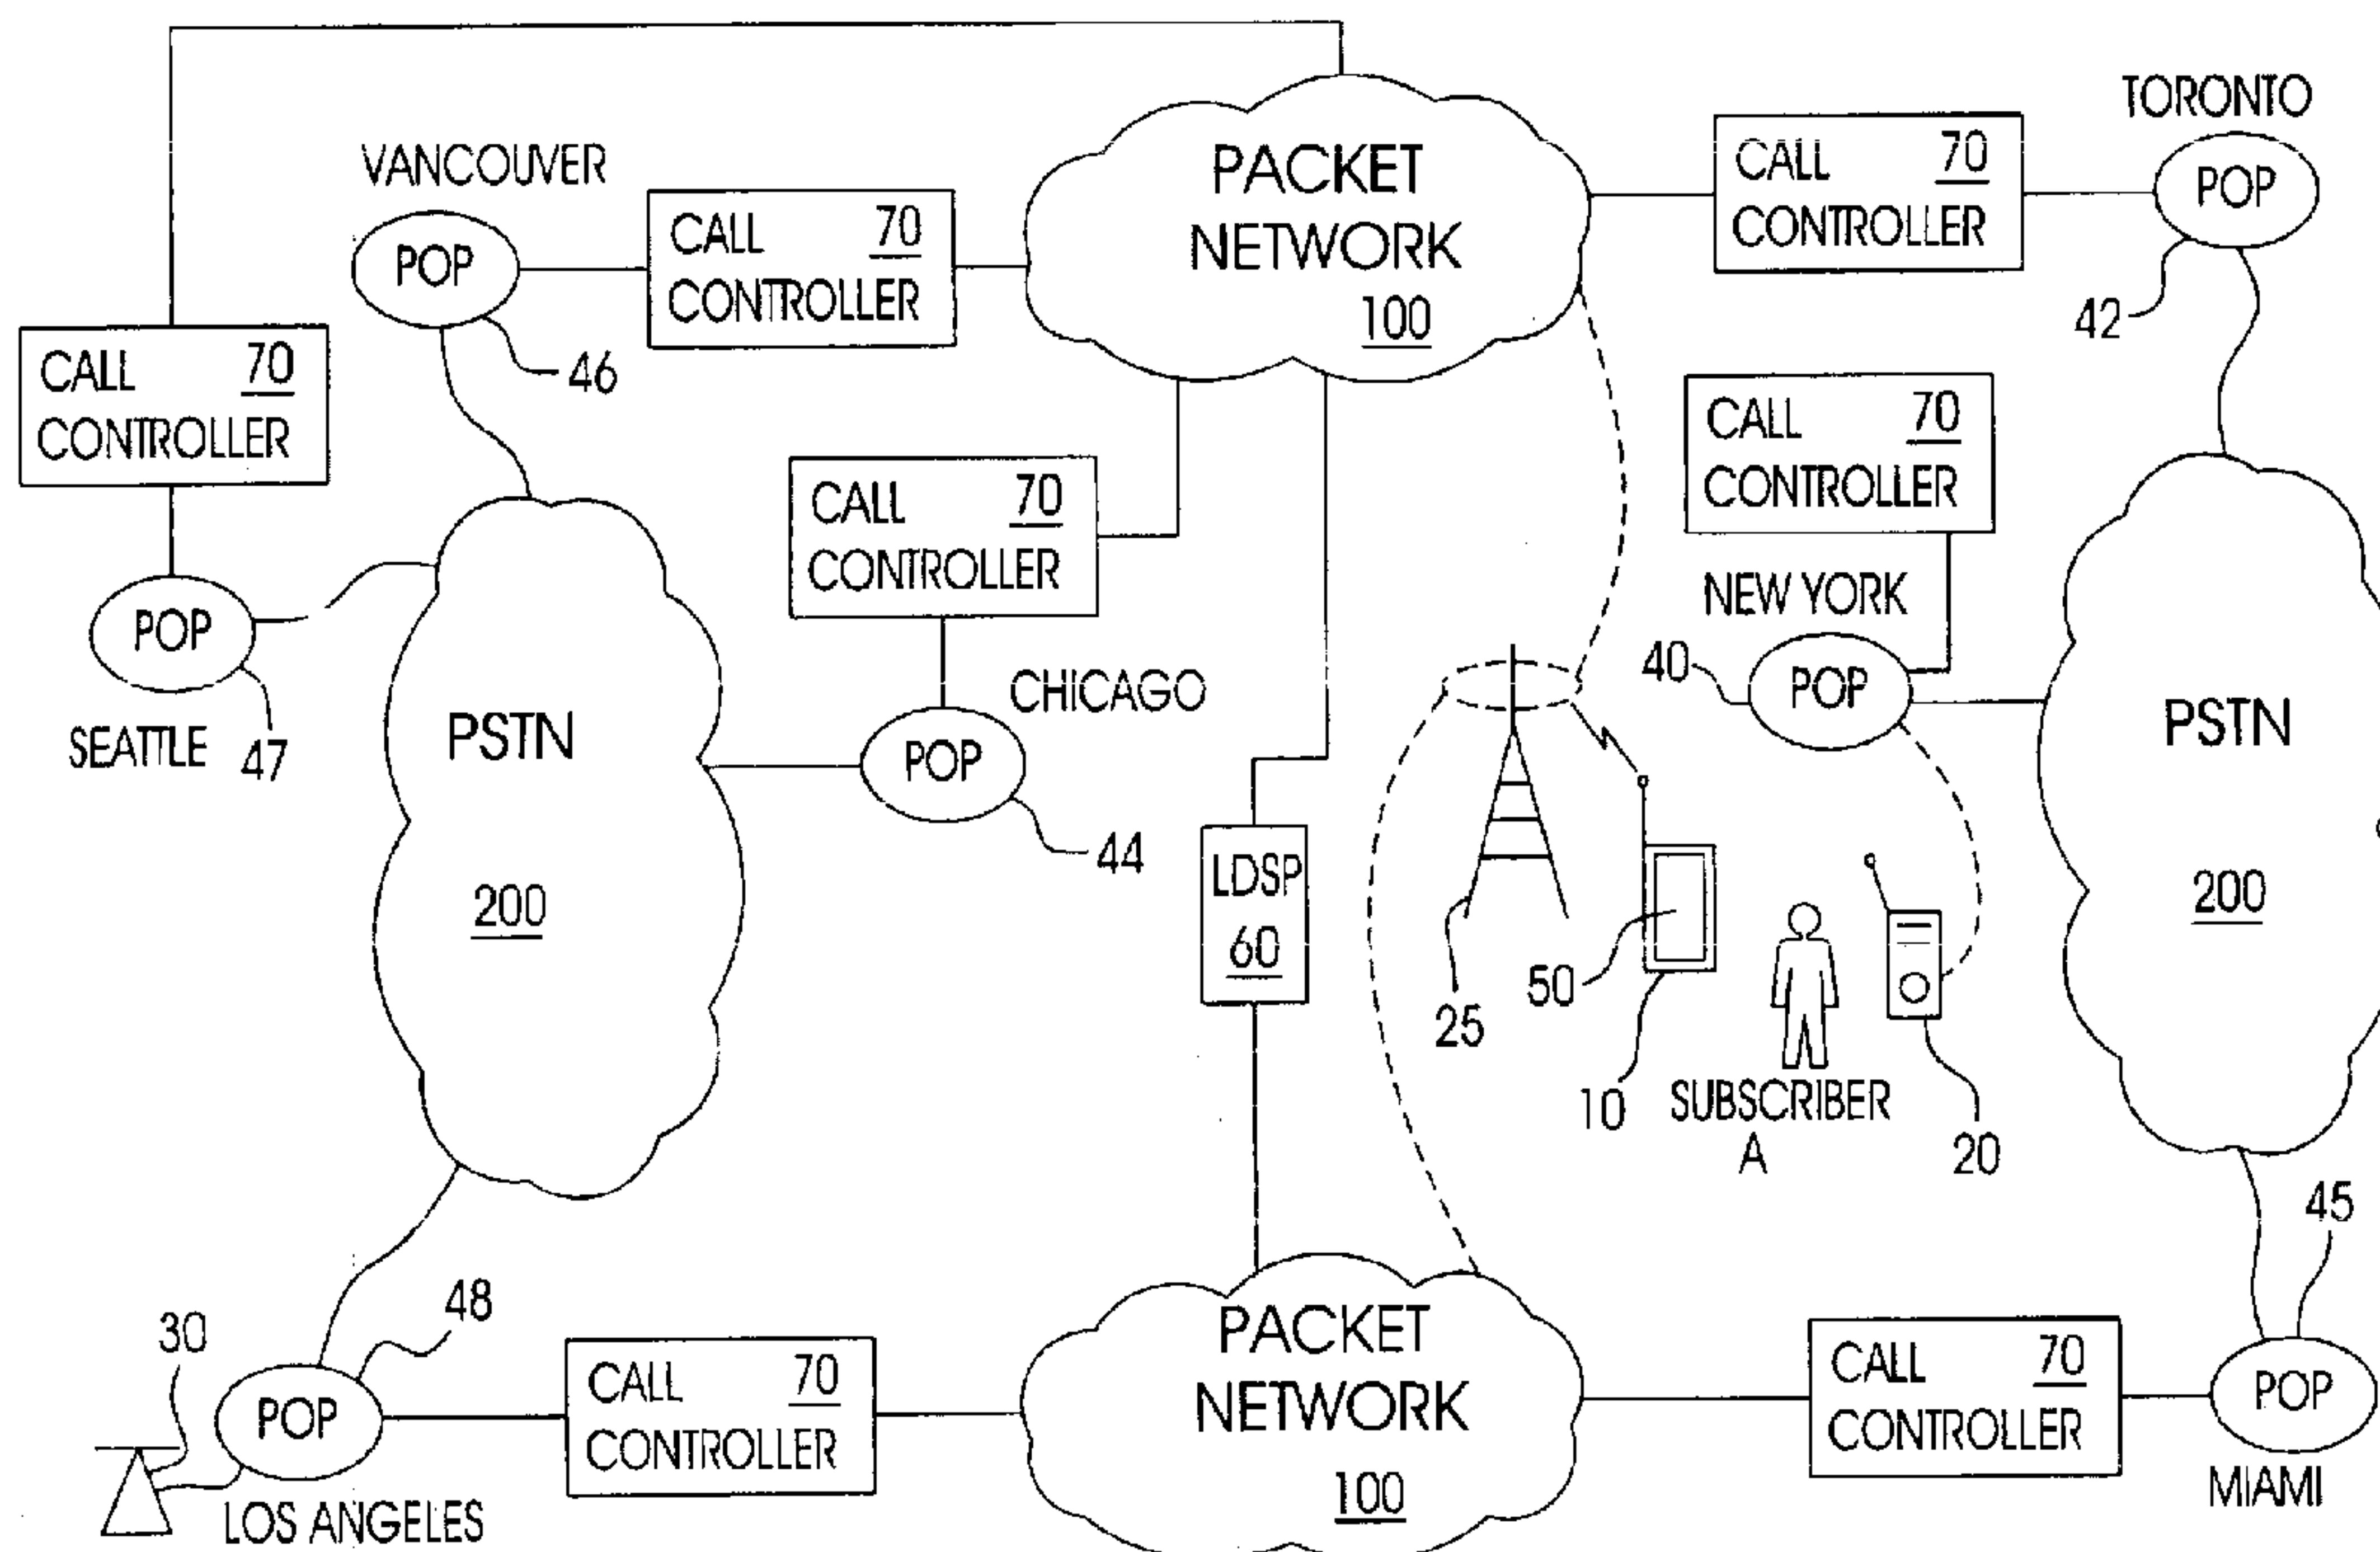 TORONTO
VANCOUVER
PACKET
NETWORK
100
CALL 70
CONTROLLER
POP
42
POP
CALL 70
CONTROLLER
46
CALL 70
CONTROLLER
CALL 70
CONTROLLER
CALL 70
CONTROLLER
NEW YORK
40
POP
POP
47
SEATTLE
PSTN
200
CHICAGO
POP
44
LDSP
60
25
50
10
SUBSCRIBER
A
20
PSTN
200
45
30
48
POP
LOS ANGELES
CALL 70
CONTROLLER
PACKET
NETWORK
100
CALL 70
CONTROLLER
POP
MIAMI